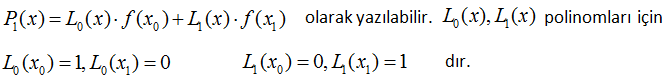 P₁(x) = L₀(x)·f(x₀) + L₁(x)·f(x₁) olarak yazılabilir. L₀(x), L₁(x) polinomları için
L₀(x₀) = 1, L₀(x₁) = 0 L₁(x₀) = 0, L₁(x₁) = 1 dır.